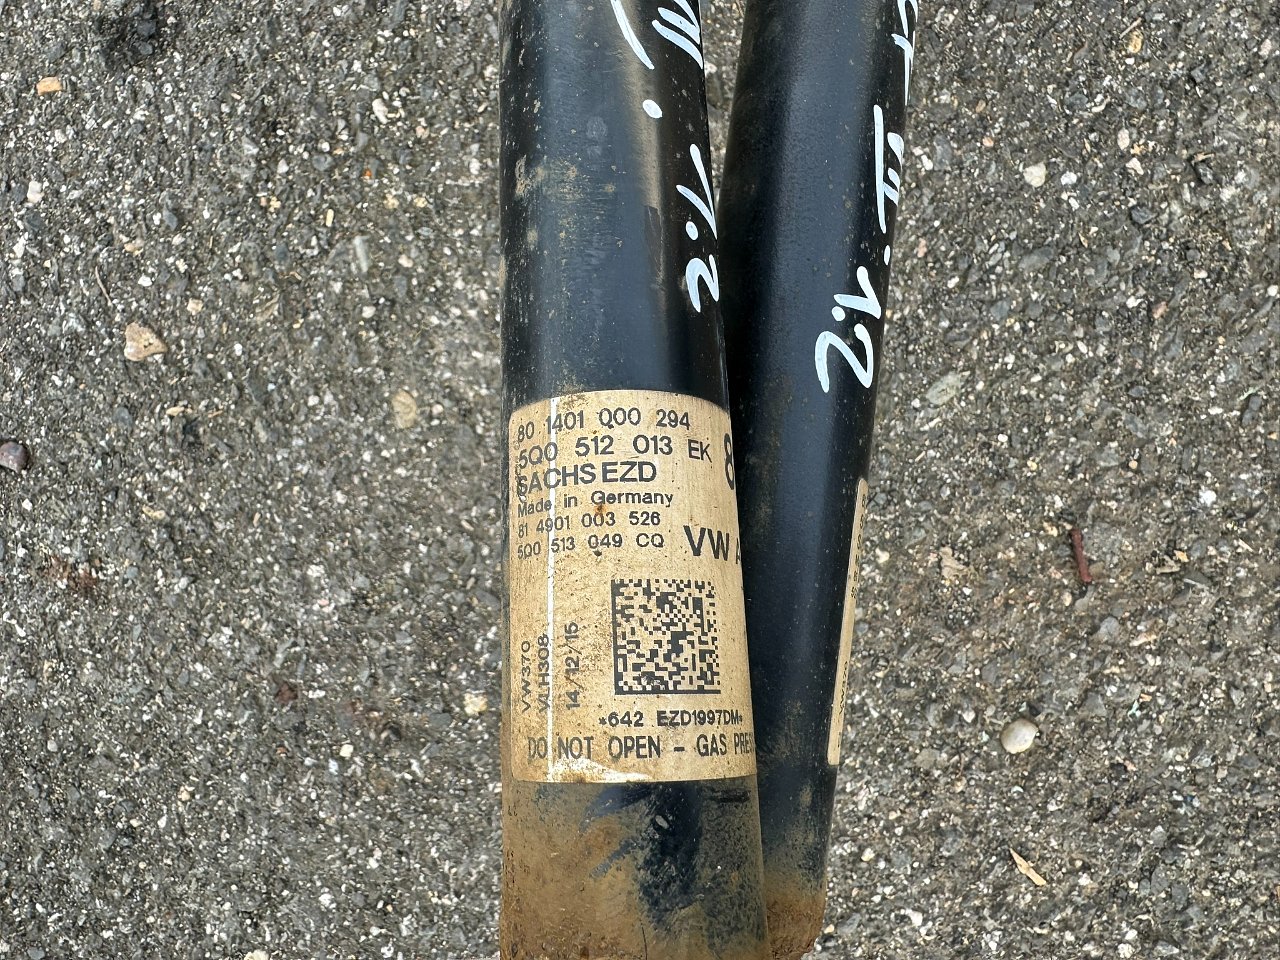 80 1401 000 294
5Q0 512 013 EK
SACHS EZD
Made in Germany
81 4901 003 526
5Q0 513 049 CQ
VW
VW370
VLH308
14/12/15
*642 EZD1997DM*
DO NOT OPEN - GAS